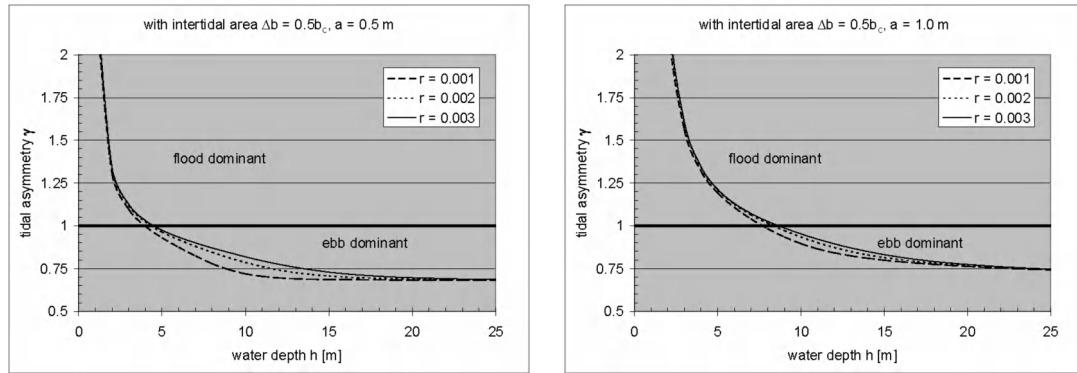 with intertidal area Δb = 0.5b꜀, a = 0.5 m
tidal asymmetry γ
2
1.75
1.5
1.25
1
0.75
0.5
r = 0.001
r = 0.002
r = 0.003
flood dominant
ebb dominant
0 5 10 15 20 25
water depth h [m]
with intertidal area Δb = 0.5b꜀, a = 1.0 m
tidal asymmetry γ
2
1.75
1.5
1.25
1
0.75
0.5
r = 0.001
r = 0.002
r = 0.003
flood dominant
ebb dominant
0 5 10 15 20 25
water depth h [m]